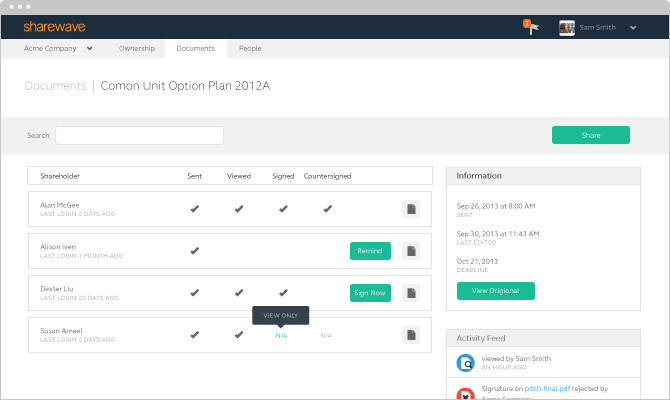 sharewave
2
Sam Smith
Acme Company
Ownership
Documents
People
Documents | Coman Unit Option Plan 2012A
Search
Share
Shareholder
Sent
Viewed
Signed
Countersigned
Alan McGee
LAST LOGIN 2 DAYS AGO
Alison Iven
LAST LOGIN 1 MONTH AGO
Remind
Dexter Liu
LAST LOGIN 20 DAYS AGO
Sign Now
VIEW ONLY
Susan Ameel
LAST LOGIN 2 DAYS AGO
N/A
N/A
Information
Sep 26, 2013 at 8:00 AM
SENT
Sep 30, 2013 at 11:43 AM
LAST EDITED
Oct 21, 2013
DEADLINE
View Origional
Activity Feed
viewed by Sam Smith
AN HOUR AGO
Signature on pitch-final.pdf rejected by
Acme Company